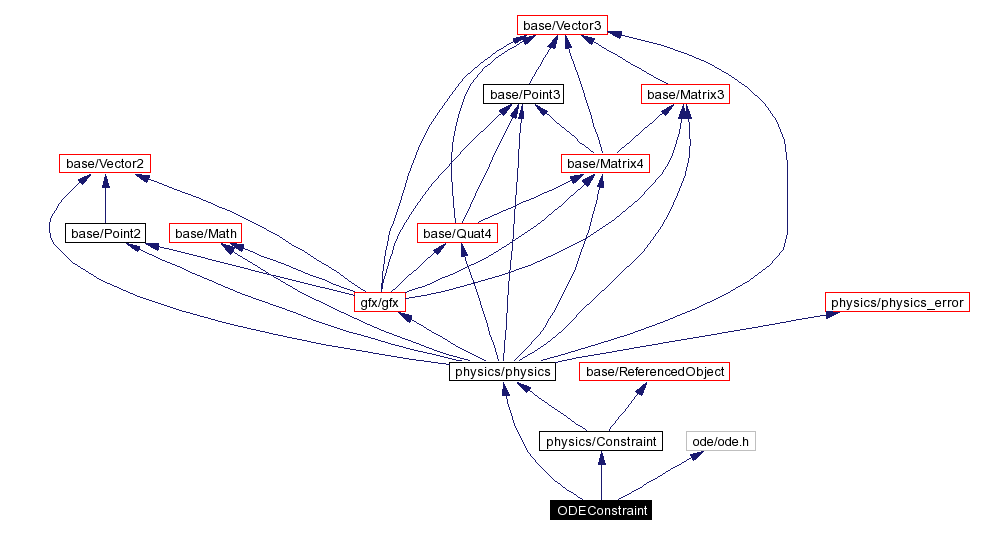 base/Vector3
base/Point3
base/Matrix3
base/Vector2
base/Matrix4
base/Point2
base/Math
base/Quat4
gfx/gfx
physics/physics_error
physics/physics
base/ReferencedObject
physics/Constraint
ode/ode.h
ODEConstraint